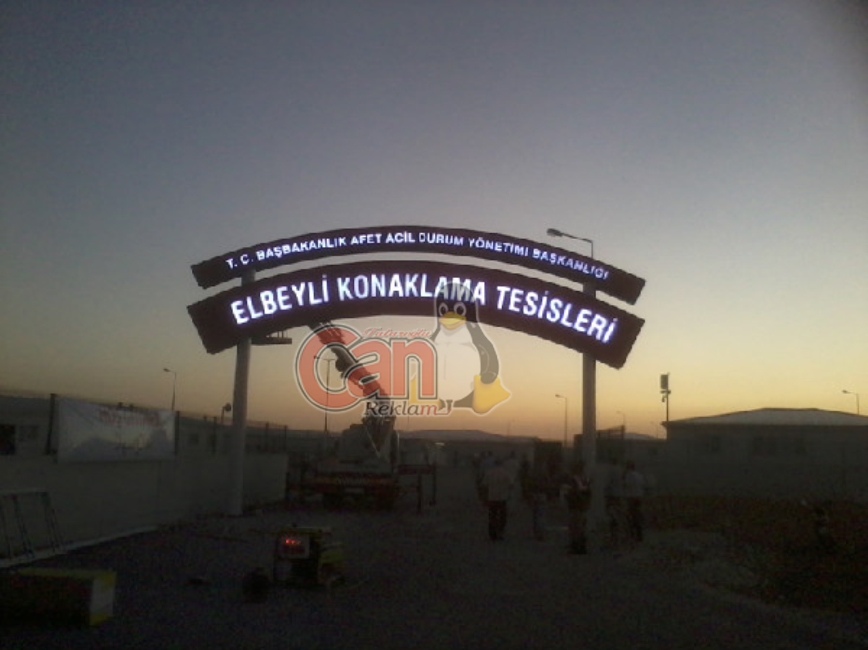 T. C. BAŞBAKANLIK AFET ACİL DURUM YÖNETİMİ BAŞKANLIĞI
ELBEYLİ KONAKLAMA TESİSLERİ
Can
Reklam